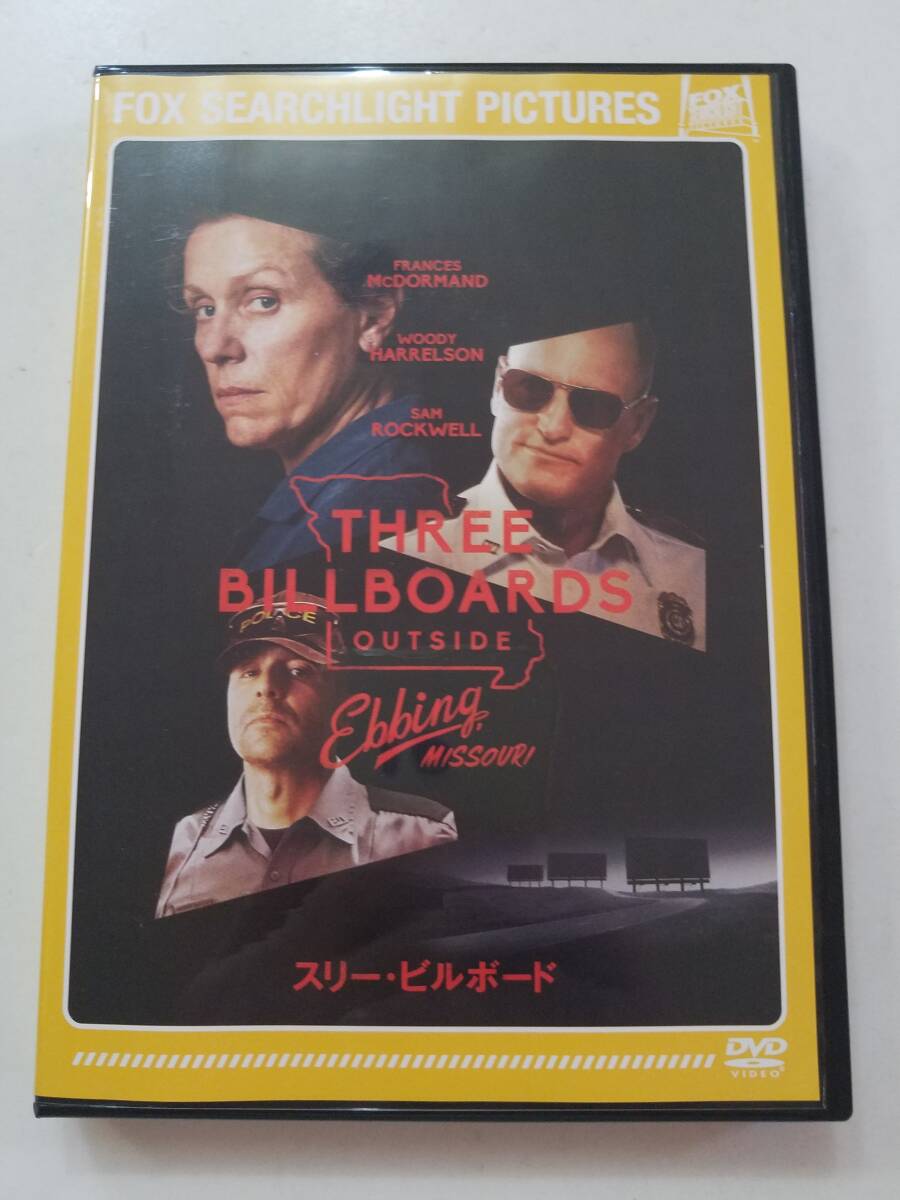 FOX SEARCHLIGHT PICTURES
FOX
FRANCES
McDORMAND
WOODY
HARRELSON
SAM
ROCKWELL
THREE
BILLBOARDS
OUTSIDE
POLICE
Ebbing,
MISSOURI
スリー・ビルボード
DVD
VIDEO